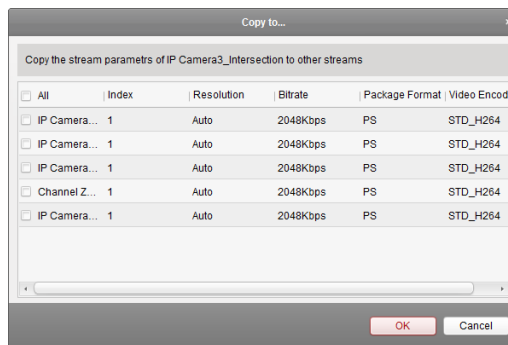 Copy to...
Copy the stream parametrs of IP Camera3_Intersection to other streams
All Index Resolution Bitrate Package Format Video Encod
IP Camera... 1 Auto 2048Kbps PS STD_H264
IP Camera... 1 Auto 2048Kbps PS STD_H264
IP Camera... 1 Auto 2048Kbps PS STD_H264
Channel Z... 1 Auto 2048Kbps PS STD_H264
IP Camera... 1 Auto 2048Kbps PS STD_H264
OK Cancel